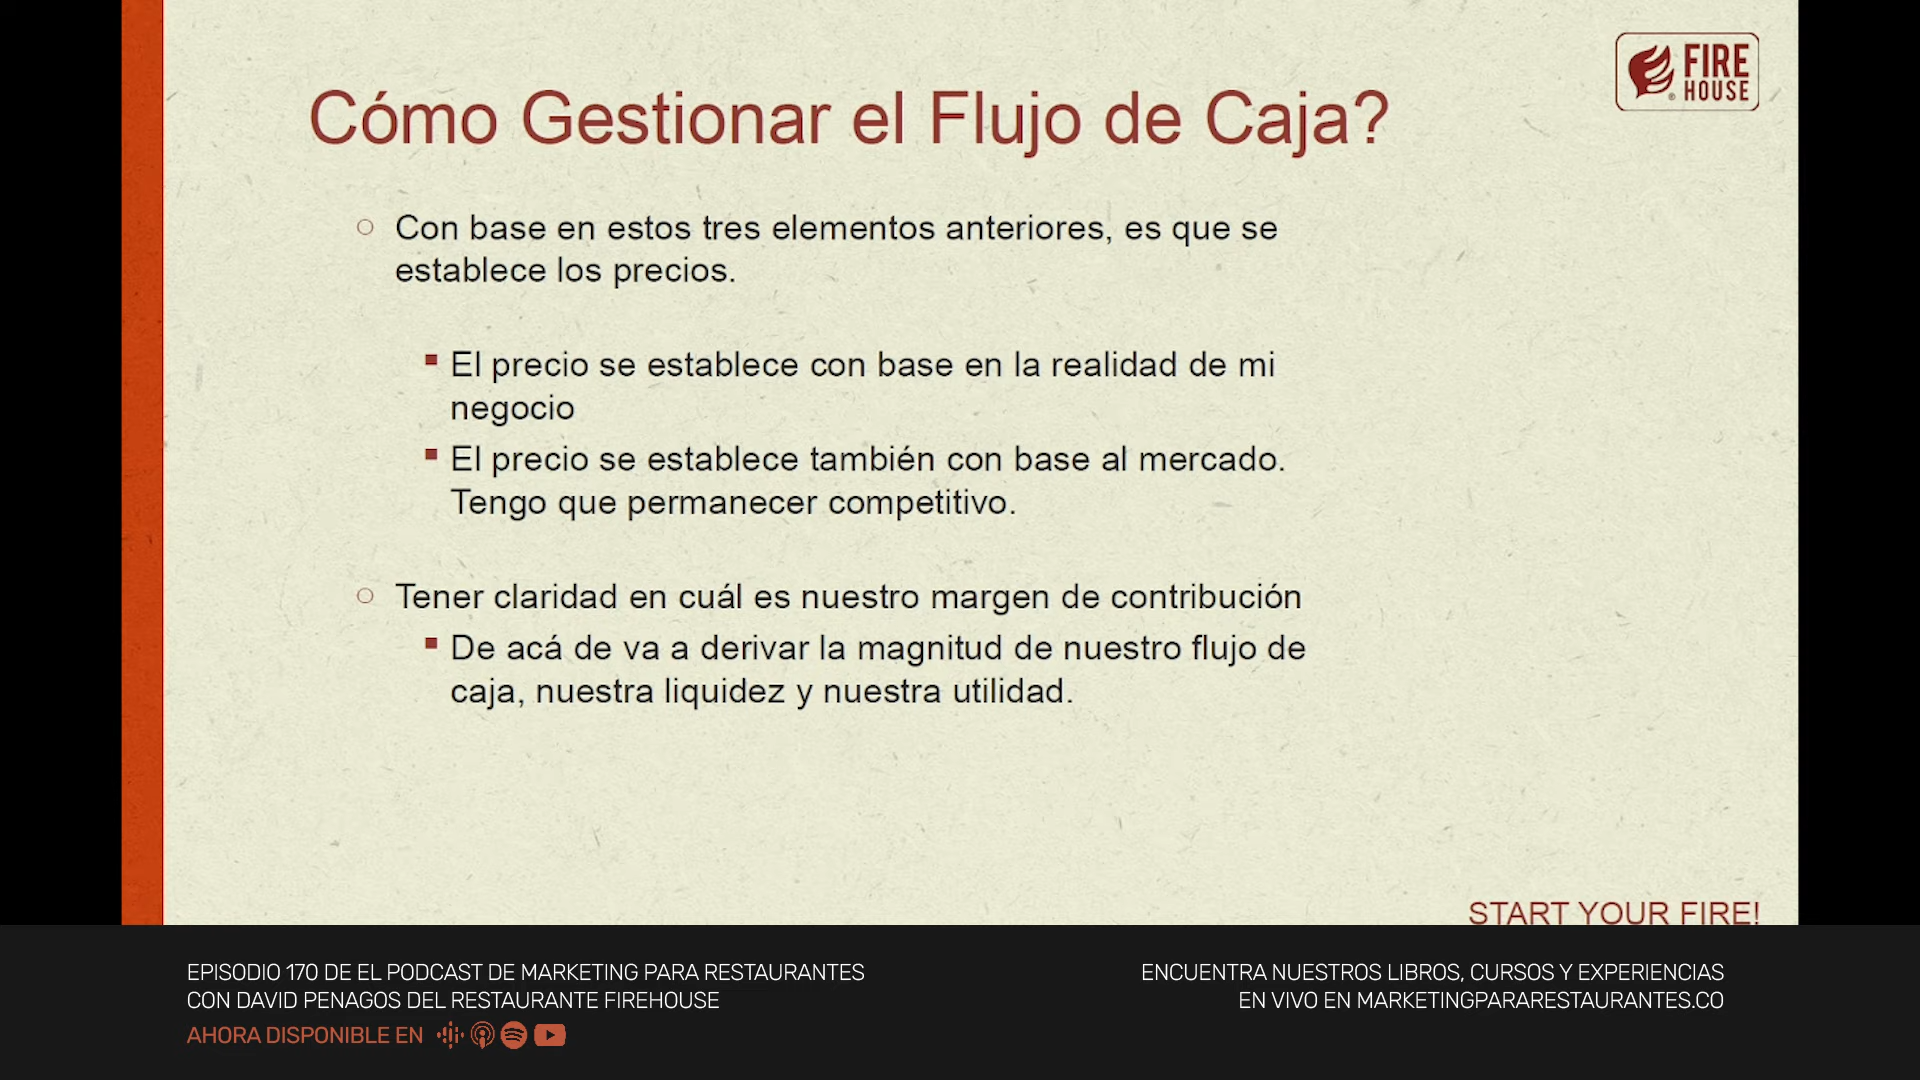 FIRE
HOUSE
Cómo Gestionar el Flujo de Caja?
Con base en estos tres elementos anteriores, es que se
establece los precios.
El precio se establece con base en la realidad de mi
negocio
El precio se establece también con base al mercado.
Tengo que permanecer competitivo.
Tener claridad en cuál es nuestro margen de contribución
De acá de va a derivar la magnitud de nuestro flujo de
caja, nuestra liquidez y nuestra utilidad.
START YOUR FIRE!
EPISODIO 170 DE EL PODCAST DE MARKETING PARA RESTAURANTES
CON DAVID PENAGOS DEL RESTAURANTE FIREHOUSE
AHORA DISPONIBLE EN
ENCUENTRA NUESTROS LIBROS, CURSOS Y EXPERIENCIAS
EN VIVO EN MARKETINGPARARESTAURANTES.CO